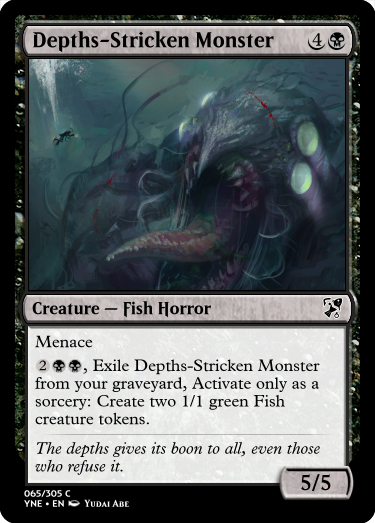 Depths-Stricken Monster 4
Creature — Fish Horror
Menace
2, Exile Depths-Stricken Monster
from your graveyard, Activate only as a
sorcery: Create two 1/1 green Fish
creature tokens.
The depths gives its boon to all, even those
who refuse it.
5/5
065/305 C
YNE • EN Yudai Abe